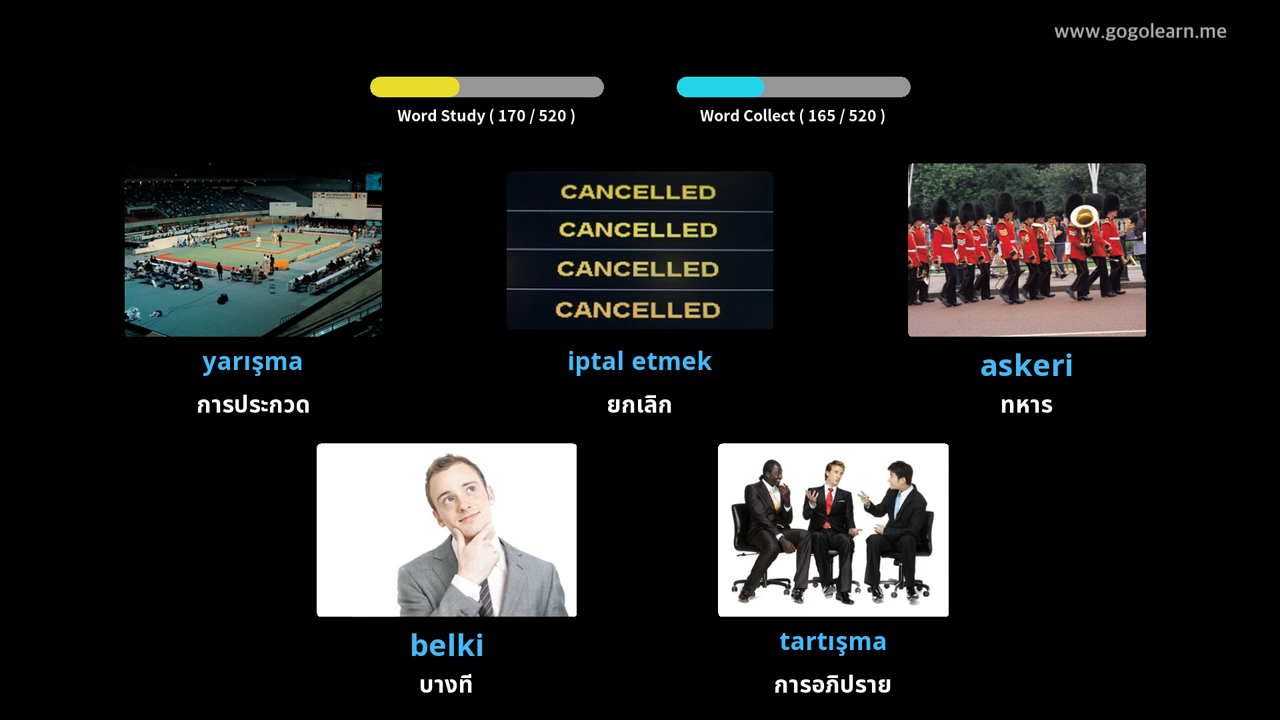 www.gogolearn.me
Word Study ( 170 / 520 )
Word Collect ( 165 / 520 )
CANCELLED
CANCELLED
CANCELLED
CANCELLED
yarışma
iptal etmek
askeri
การประกวด
ยกเลิก
ทหาร
belki
tartışma
บางที
การอภิปราย